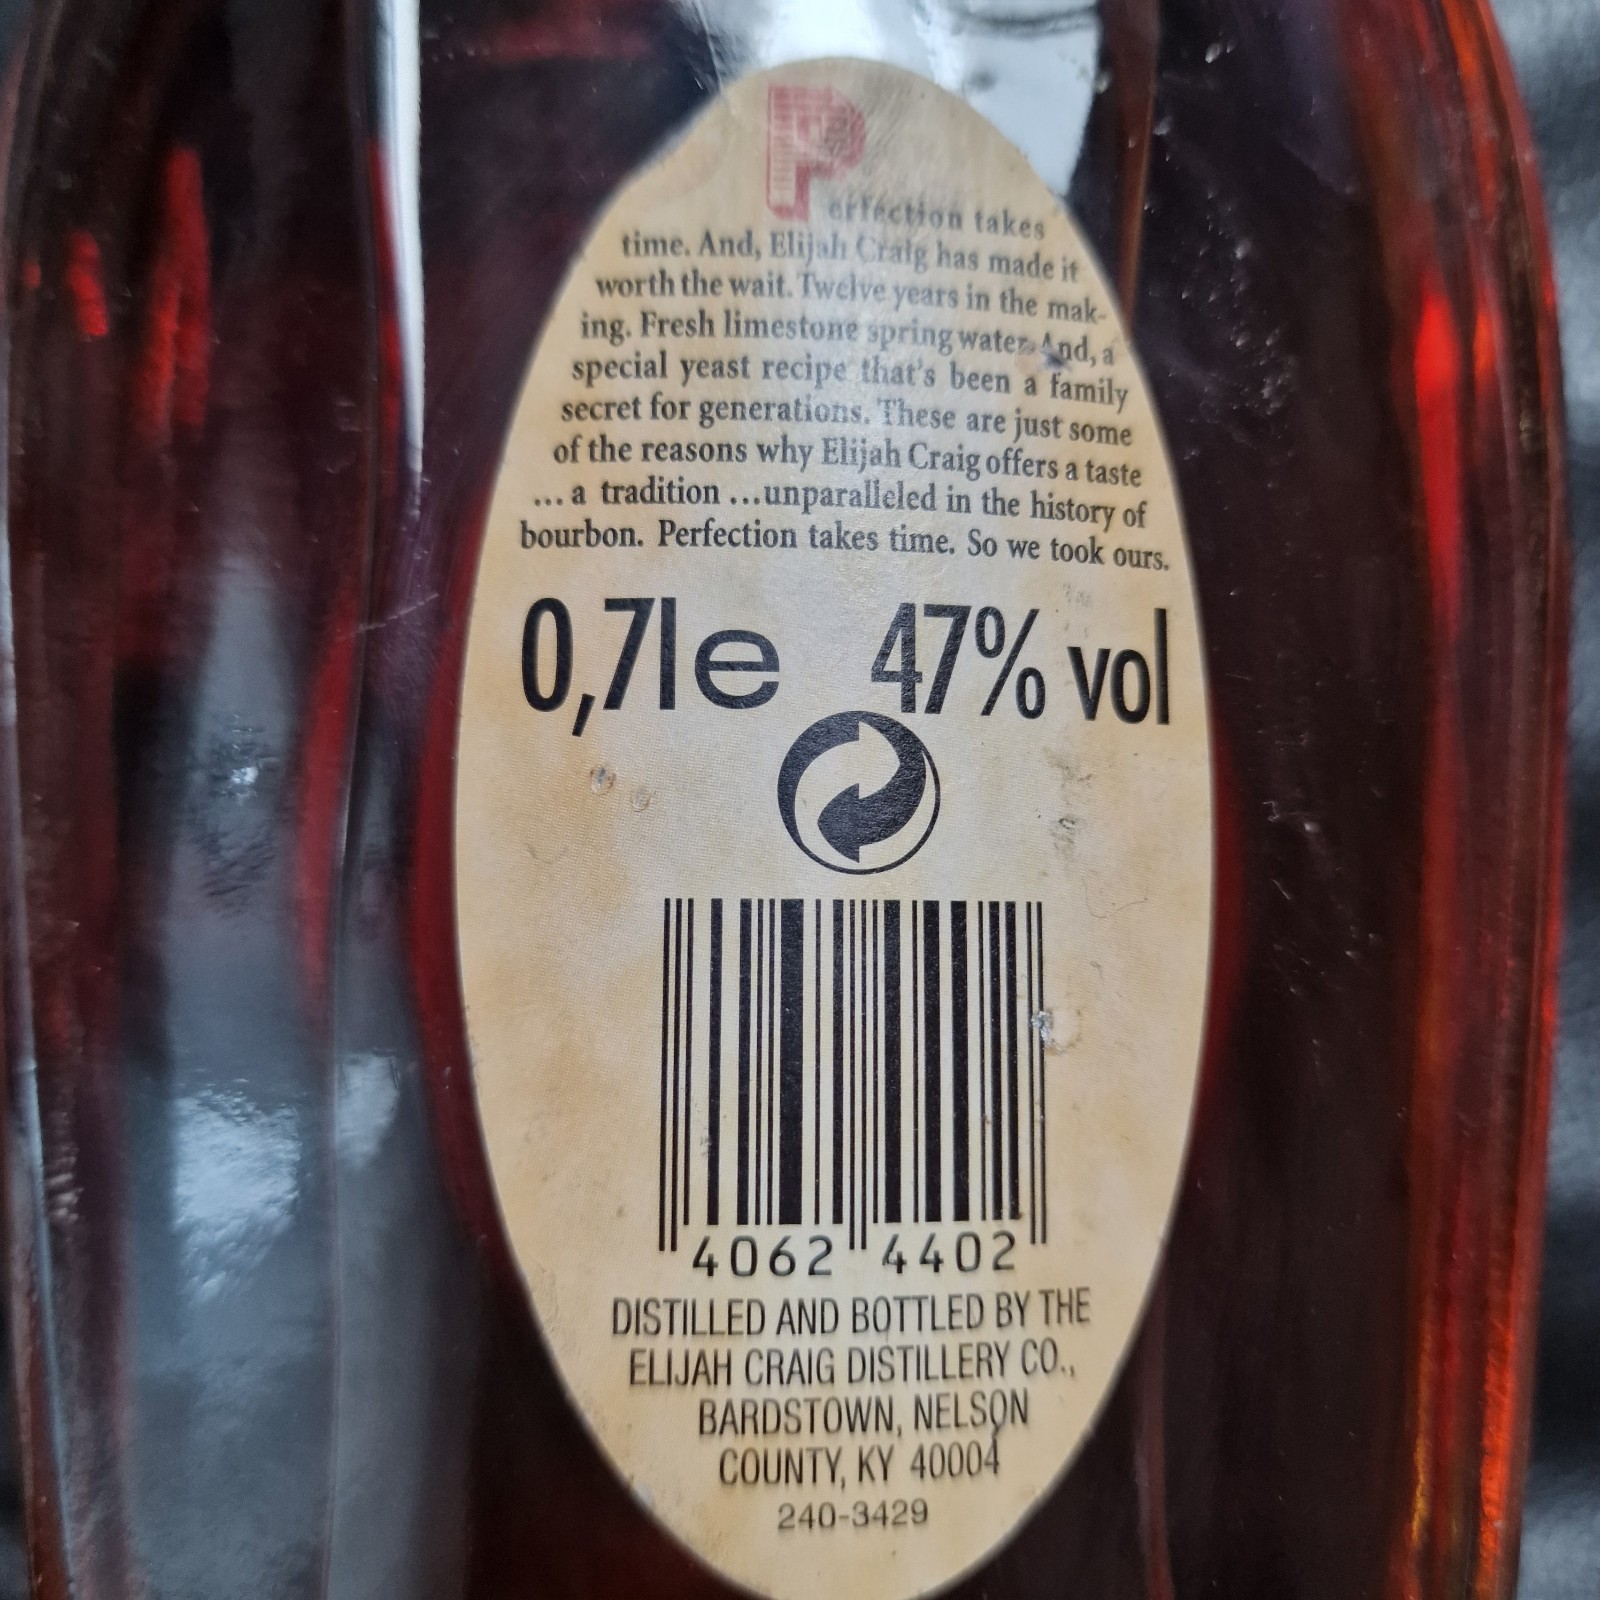 Perfection takes
time. And, Elijah Craig has made it
worth the wait. Twelve years in the mak-
ing. Fresh limestone spring water. And, a
special yeast recipe that's been a family
secret for generations. These are just some
of the reasons why Elijah Craig offers a taste
...a tradition ...unparalleled in the history of
bourbon. Perfection takes time. So we took ours.
0,7l e 47% vol
4062 4402
DISTILLED AND BOTTLED BY THE
ELIJAH CRAIG DISTILLERY CO.,
BARDSTOWN, NELSON
COUNTY, KY 40004
240-3429